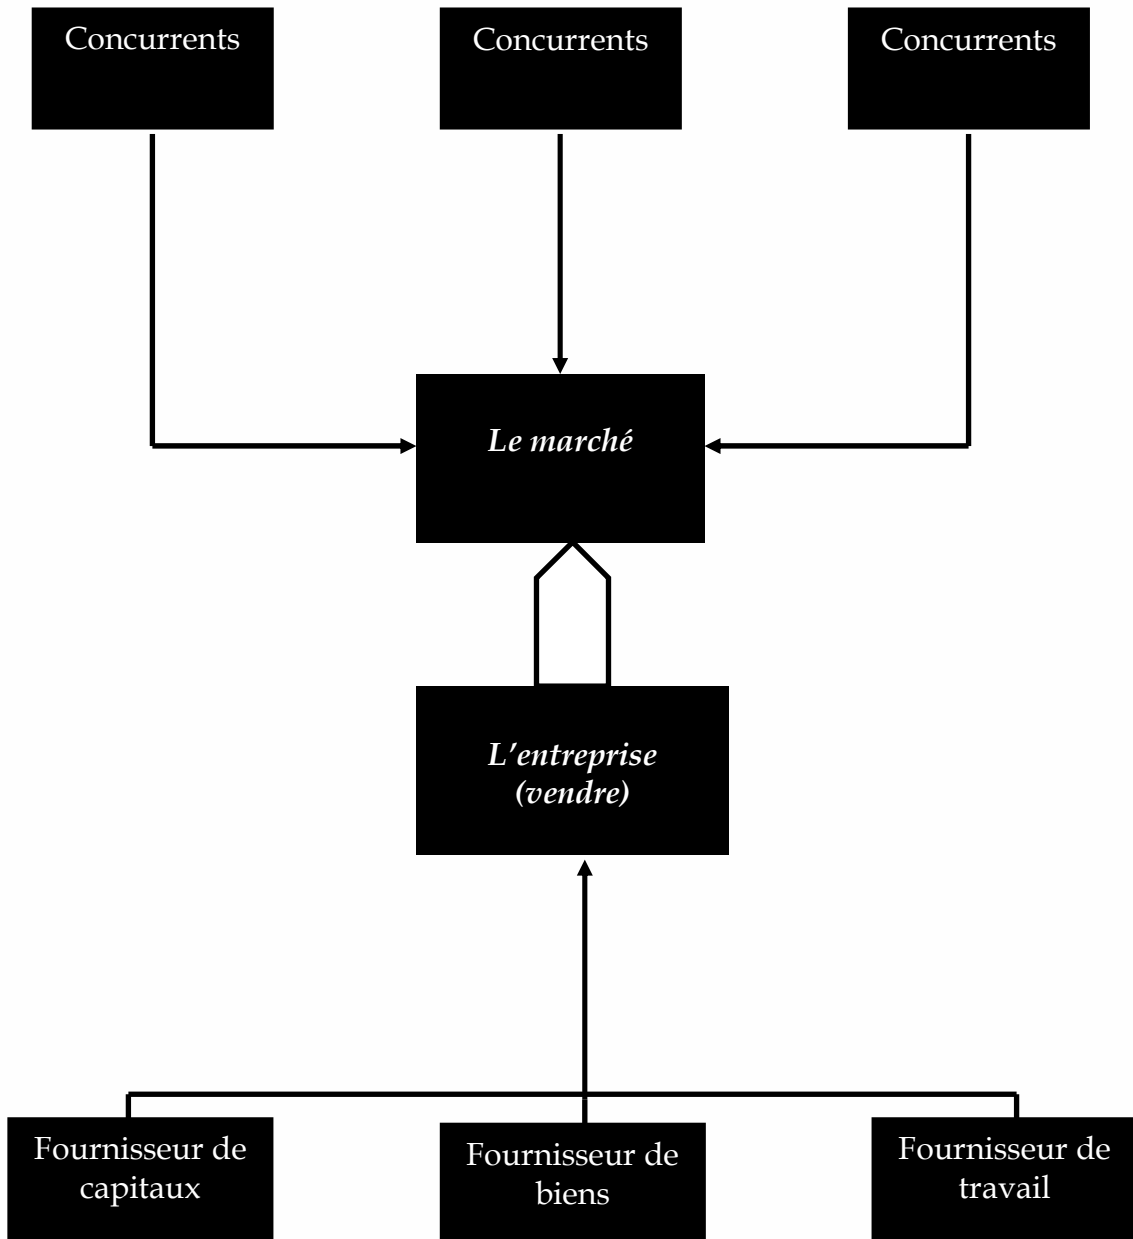 Concurrents
Concurrents
Concurrents
Le marché
L’entreprise
(vendre)
Fournisseur de
capitaux
Fournisseur de
biens
Fournisseur de
travail